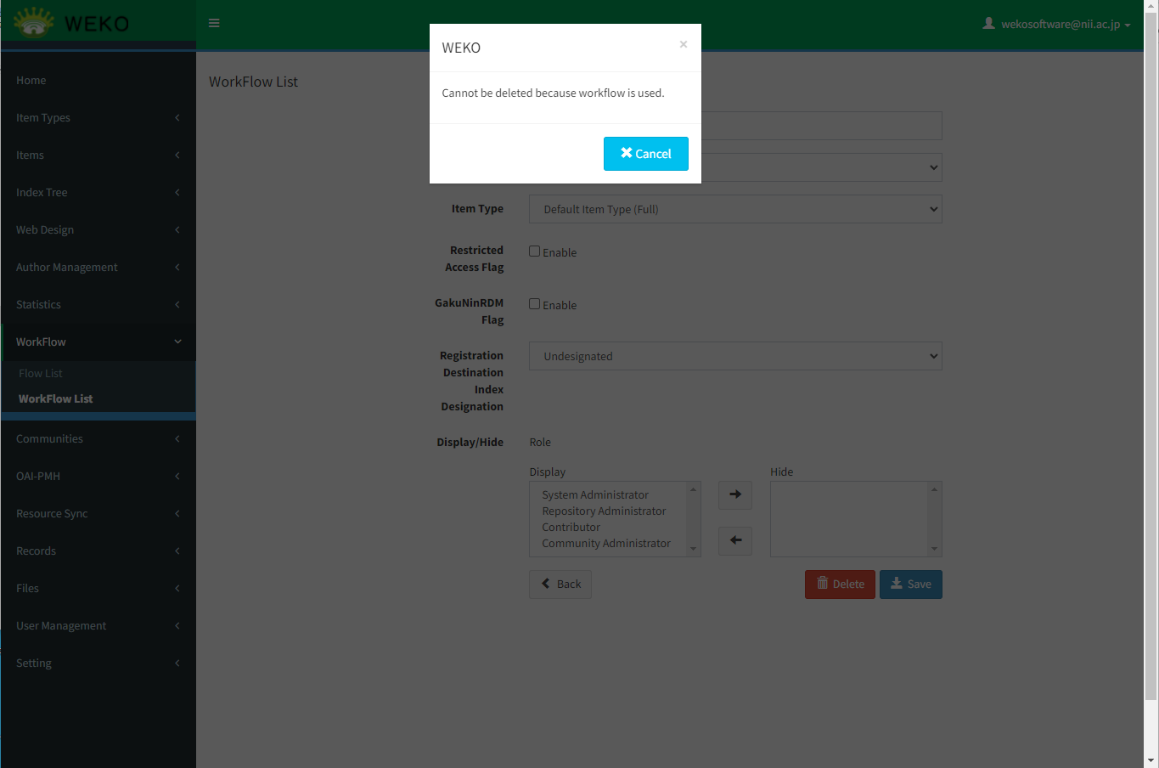 WEKO
wekosoftware@nii.ac.jp
Home
Item Types
Items
Index Tree
Web Design
Author Management
Statistics
WorkFlow
Flow List
WorkFlow List
Communities
OAI-PMH
Resource Sync
Records
Files
User Management
Setting
WorkFlow List
WEKO
×
Cannot be deleted because workflow is used.
Cancel
Item Type
Default Item Type (Full)
Restricted
Access Flag
Enable
GakuNinRDM
Flag
Enable
Registration
Destination
Index
Designation
Undesignated
Display/Hide
Role
Display
Hide
System Administrator
Repository Administrator
Contributor
Community Administrator
Back
Delete
Save